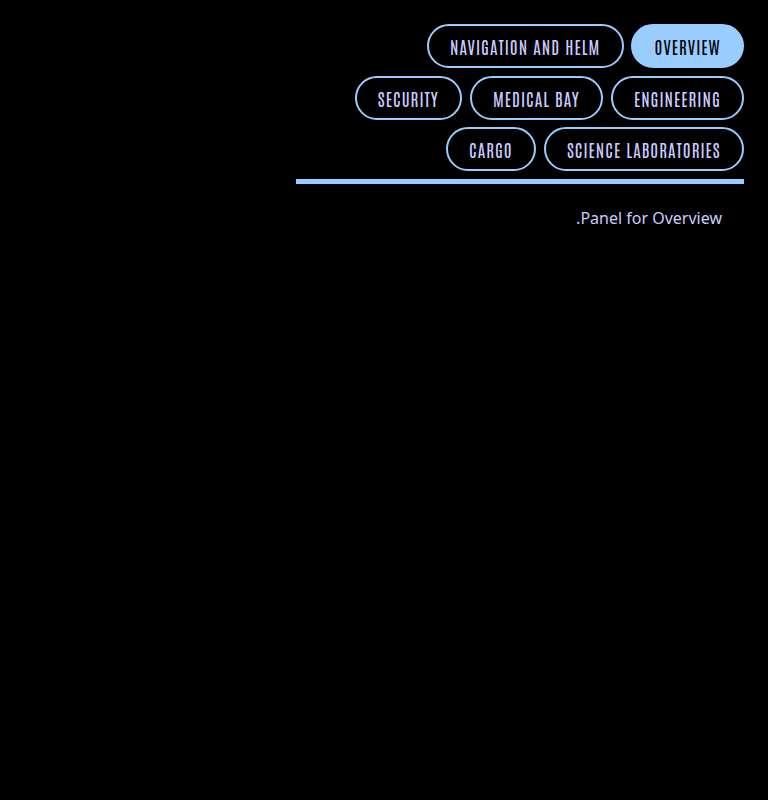 OVERVIEW
NAVIGATION AND HELM
ENGINEERING
MEDICAL BAY
SECURITY
SCIENCE LABORATORIES
CARGO
.Panel for Overview